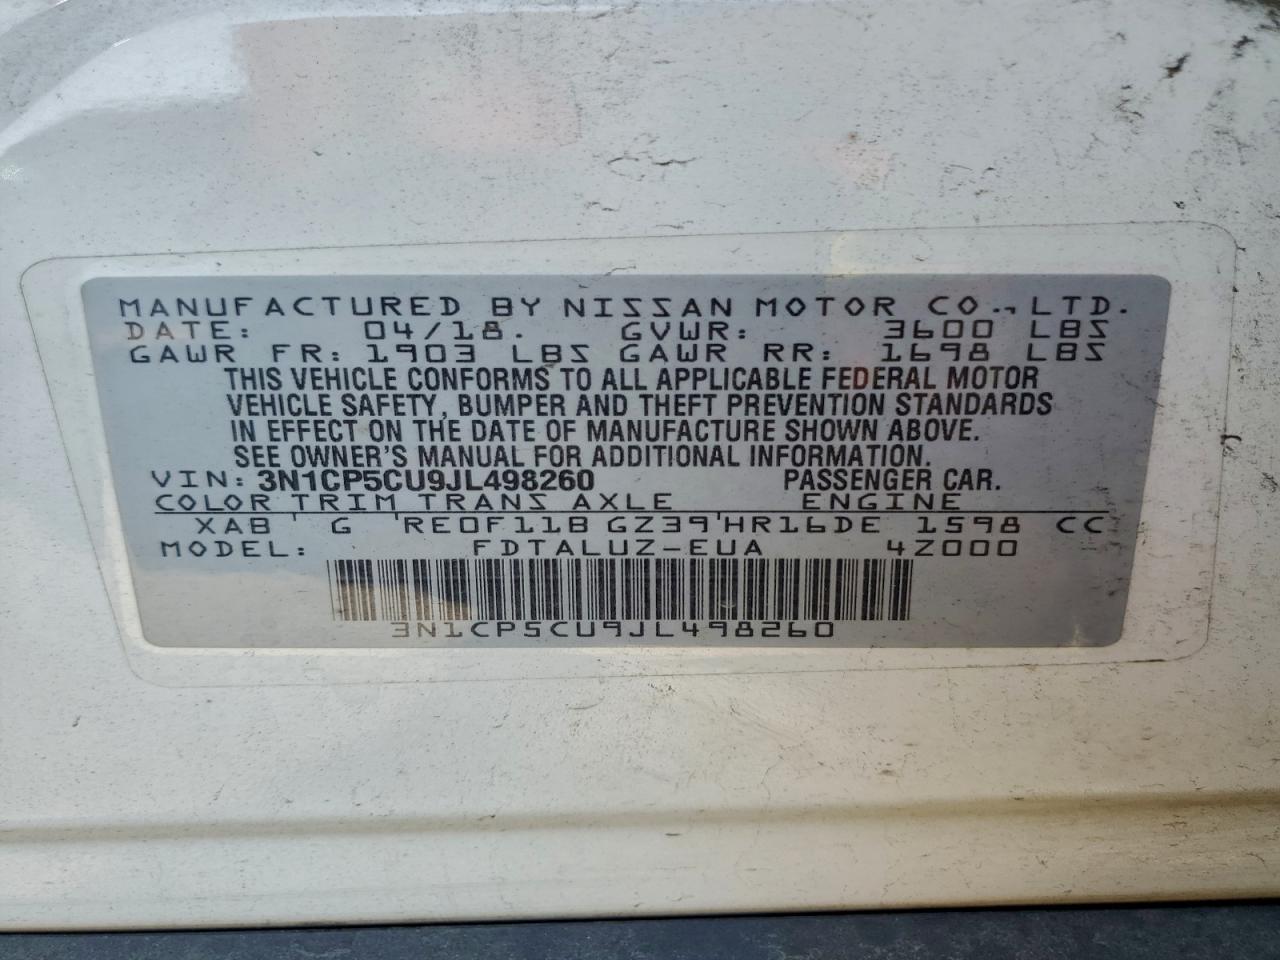 MANUFACTURED BY NISSAN MOTOR CO., LTD.
DATE: 04/18. GVWR: 3600 LBS
GAWR FR: 1903 LBS GAWR RR: 1698 LBS
THIS VEHICLE CONFORMS TO ALL APPLICABLE FEDERAL MOTOR
VEHICLE SAFETY, BUMPER AND THEFT PREVENTION STANDARDS
IN EFFECT ON THE DATE OF MANUFACTURE SHOWN ABOVE.
SEE OWNER'S MANUAL FOR ADDITIONAL INFORMATION.
VIN: 3N1CP5CU9JL498260 PASSENGER CAR.
COLOR TRIM TRANS AXLE ENGINE
XAB G RE0F11B GZ39 HR16DE 1598 CC
MODEL: FDTALUZ-EUA 4Z000
3N1CP5CU9JL498260